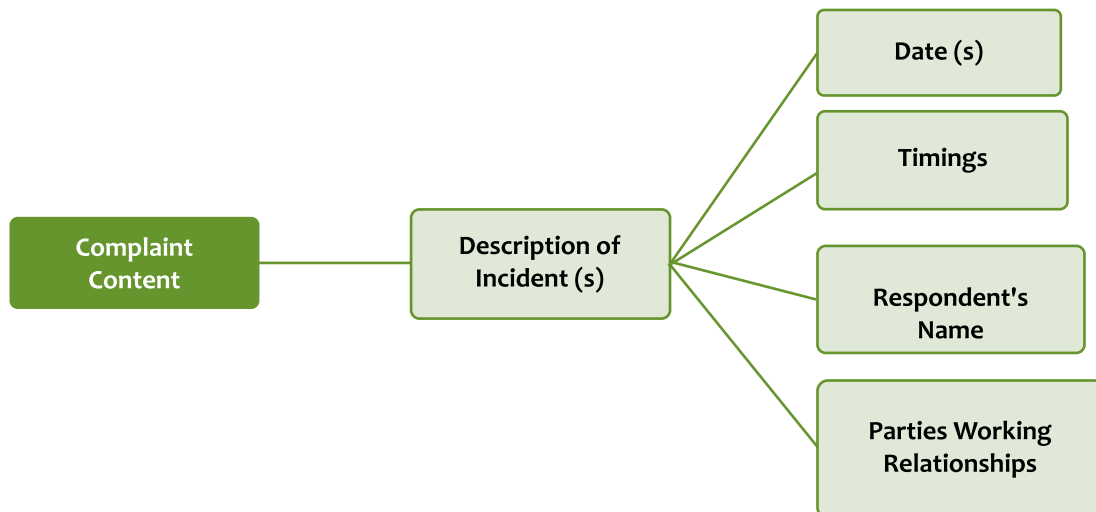 Complaint
Content
Description of
Incident (s)
Date (s)
Timings
Respondent's
Name
Parties Working
Relationships